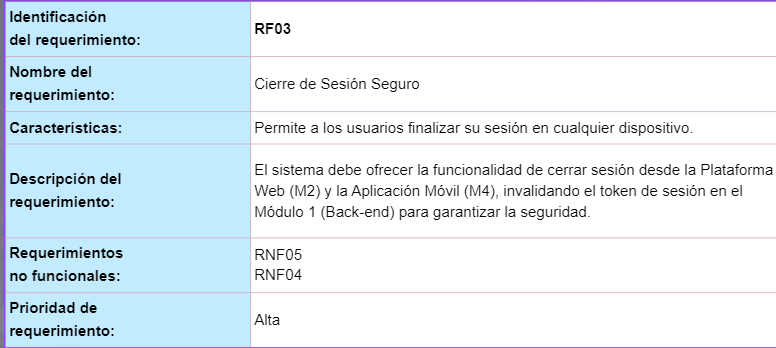 Identificación
del requerimiento:
RF03
Nombre del
requerimiento:
Cierre de Sesión Seguro
Características:
Permite a los usuarios finalizar su sesión en cualquier dispositivo.
Descripción del
requerimiento:
El sistema debe ofrecer la funcionalidad de cerrar sesión desde la Plataforma
Web (M2) y la Aplicación Móvil (M4), invalidando el token de sesión en el
Módulo 1 (Back-end) para garantizar la seguridad.
Requerimientos
no funcionales:
RNF05
RNF04
Prioridad de
requerimiento:
Alta